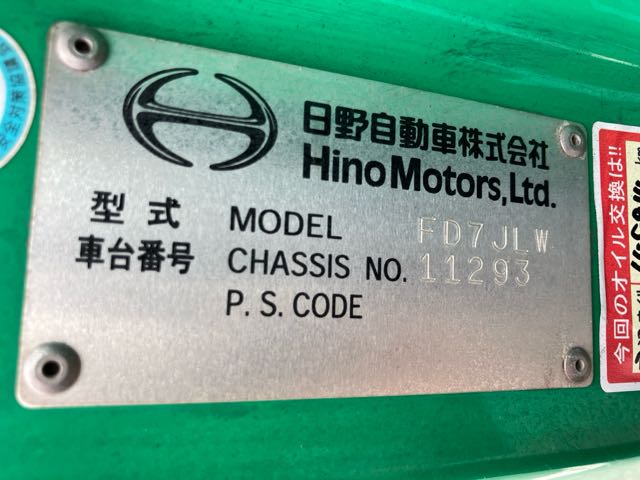 日野自動車株式会社
Hino Motors, Ltd.
型式 MODEL FD7JLW
車台番号 CHASSIS NO. 11293
P. S. CODE
今回のオイル交換は!!